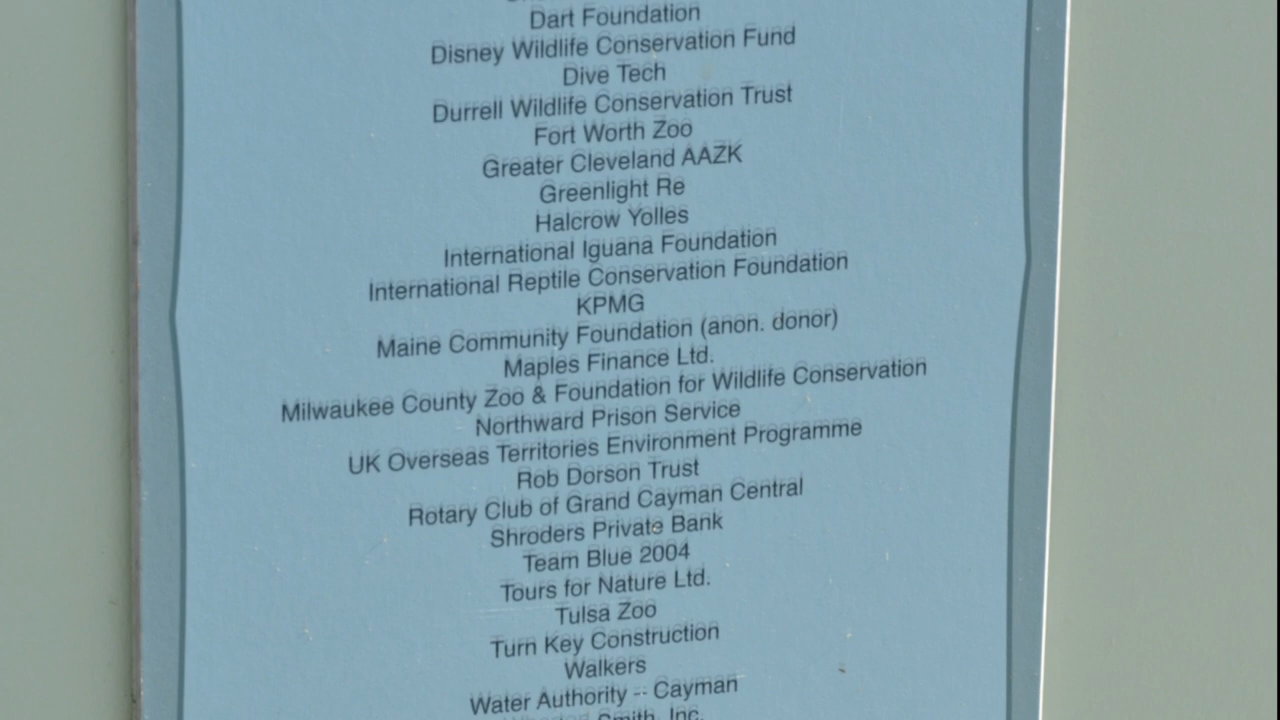 Dart Foundation
Disney Wildlife Conservation Fund
Dive Tech
Durrell Wildlife Conservation Trust
Fort Worth Zoo
Greater Cleveland AAZK
Greenlight Re
Halcrow Yolles
International Iguana Foundation
International Reptile Conservation Foundation
KPMG
Maine Community Foundation (anon. donor)
Maples Finance Ltd.
Milwaukee County Zoo & Foundation for Wildlife Conservation
Northward Prison Service
UK Overseas Territories Environment Programme
Rob Dorson Trust
Rotary Club of Grand Cayman Central
Shroders Private Bank
Team Blue 2004
Tours for Nature Ltd.
Tulsa Zoo
Turn Key Construction
Walkers
Water Authority -- Cayman
Smith, Inc.